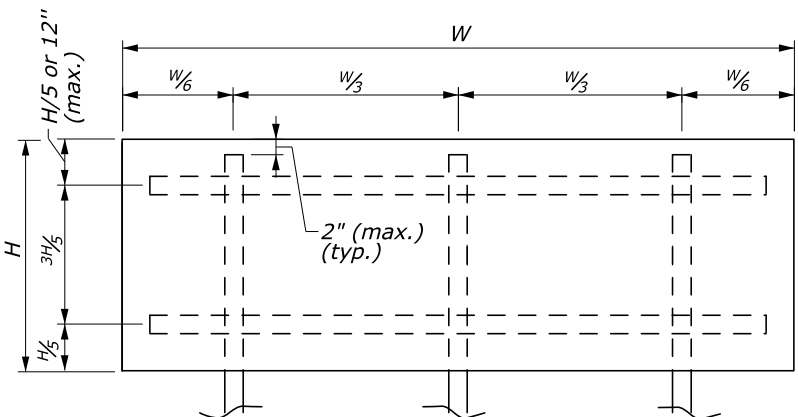 W
W/6
W/3
W/3
W/6
H/5 or 12"
(max.)
2" (max.)
(typ.)
H
3H/5
H/5